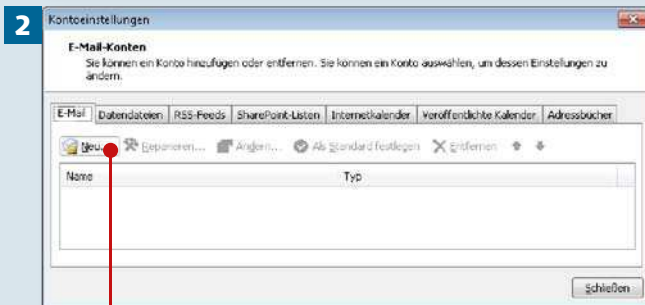 2
Kontoeinstellungen
E-Mail-Konten
Sie können ein Konto hinzufügen oder entfernen. Sie können ein Konto auswählen, um dessen Einstellungen zu
ändern.
E-Mail Datendateien RSS-Feeds SharePoint-Listen Internetkalender Veröffentlichte Kalender Adressbücher
Neu... Reparieren... Ändern... Als Standard festlegen Entfernen
Name Typ
Schließen